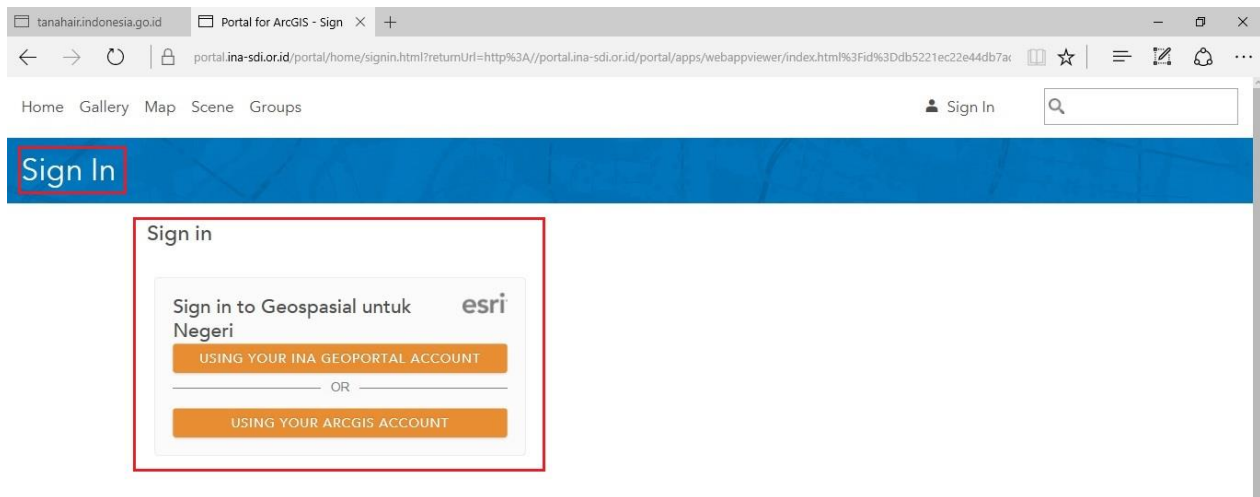 tanahair.indonesia.go.id Portal for ArcGIS - Sign
portal.ina-sdi.or.id/portal/home/signin.html?returnUrl=http%3A//portal.ina-sdi.or.id/portal/apps/webappviewer/index.html%3Fid%3Ddb5221ec22e44db7ac
Home Gallery Map Scene Groups Sign In
Sign In
Sign in
Sign in to Geospasial untuk esri
Negeri
USING YOUR INA GEOPORTAL ACCOUNT
OR
USING YOUR ARCGIS ACCOUNT